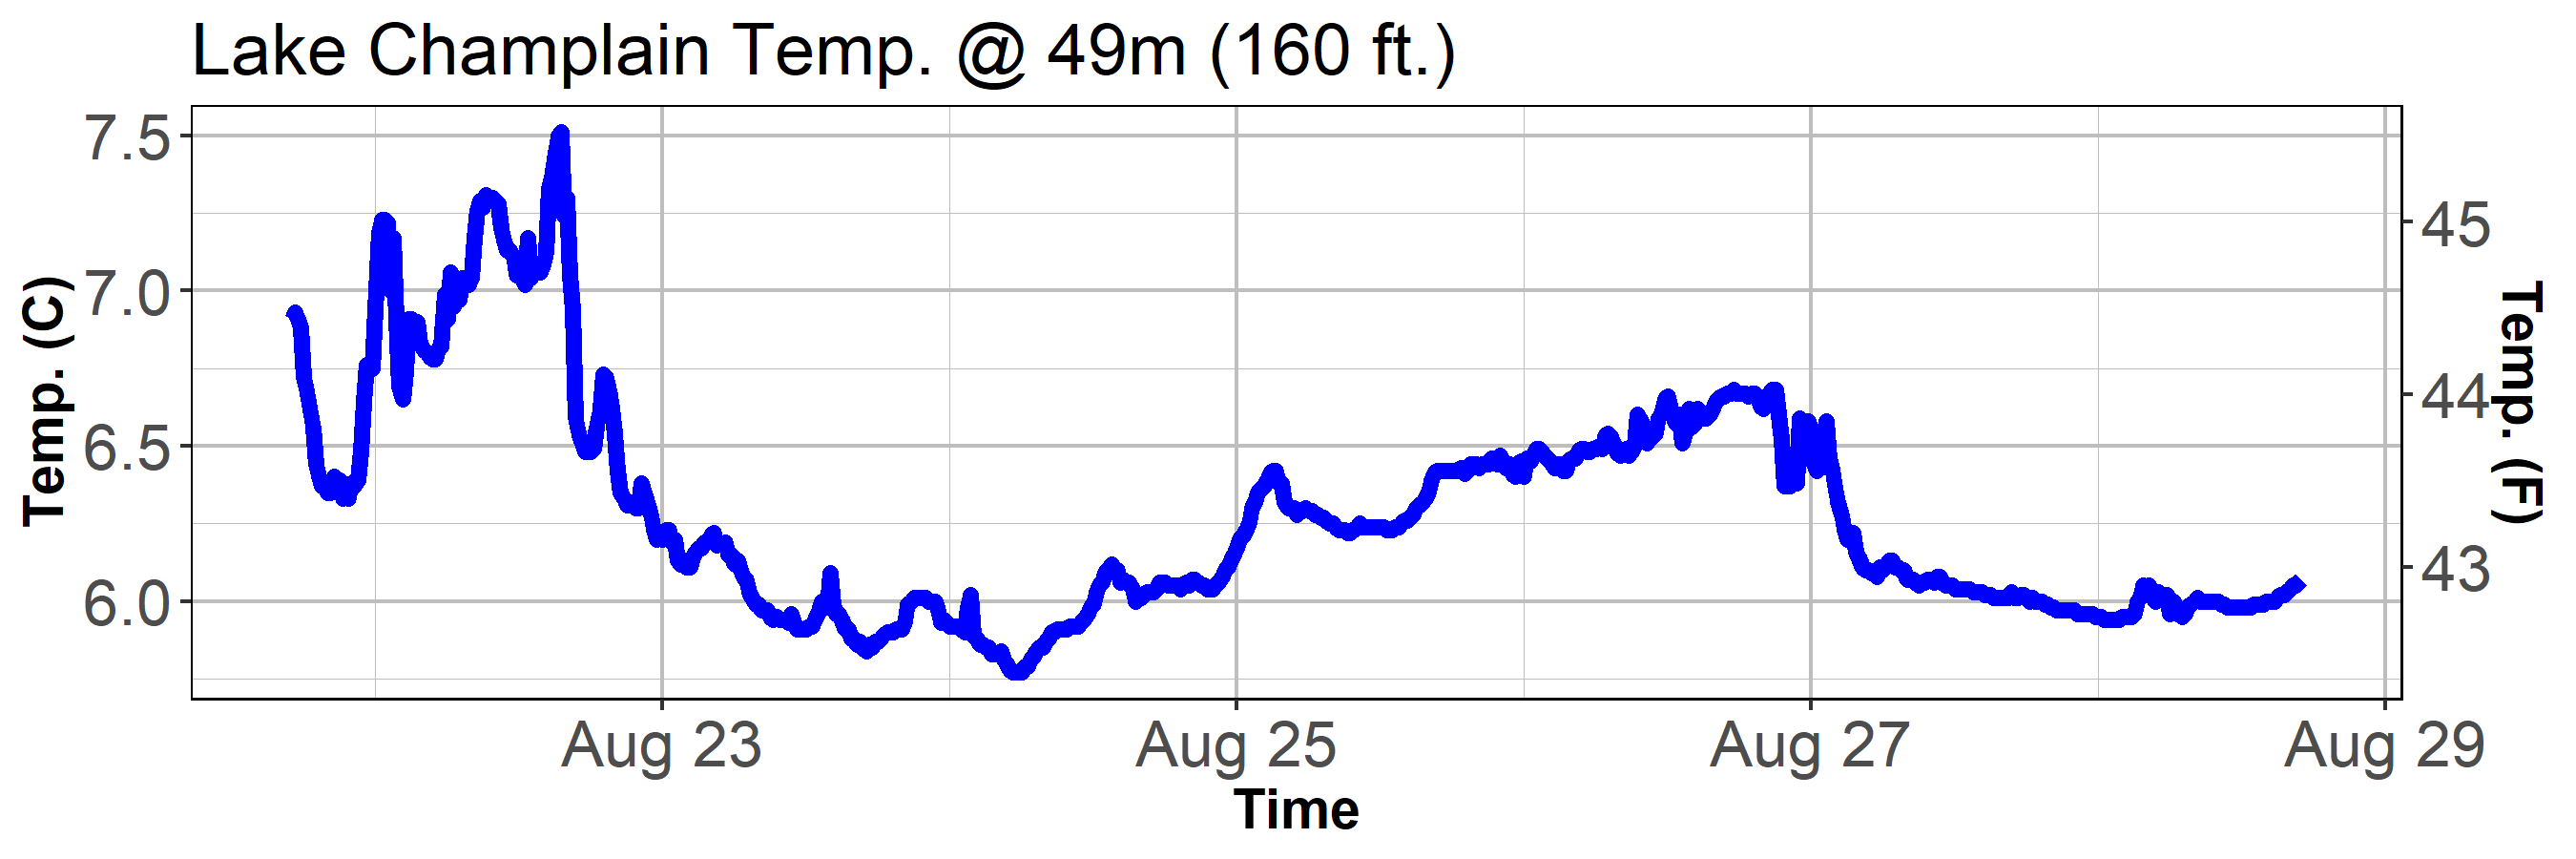 Lake Champlain Temp. @ 49m (160 ft.)
7.5
7.0
6.5
6.0
Temp. (C)
45
44
43
Temp. (F)
Aug 23 Aug 25 Aug 27 Aug 29
Time